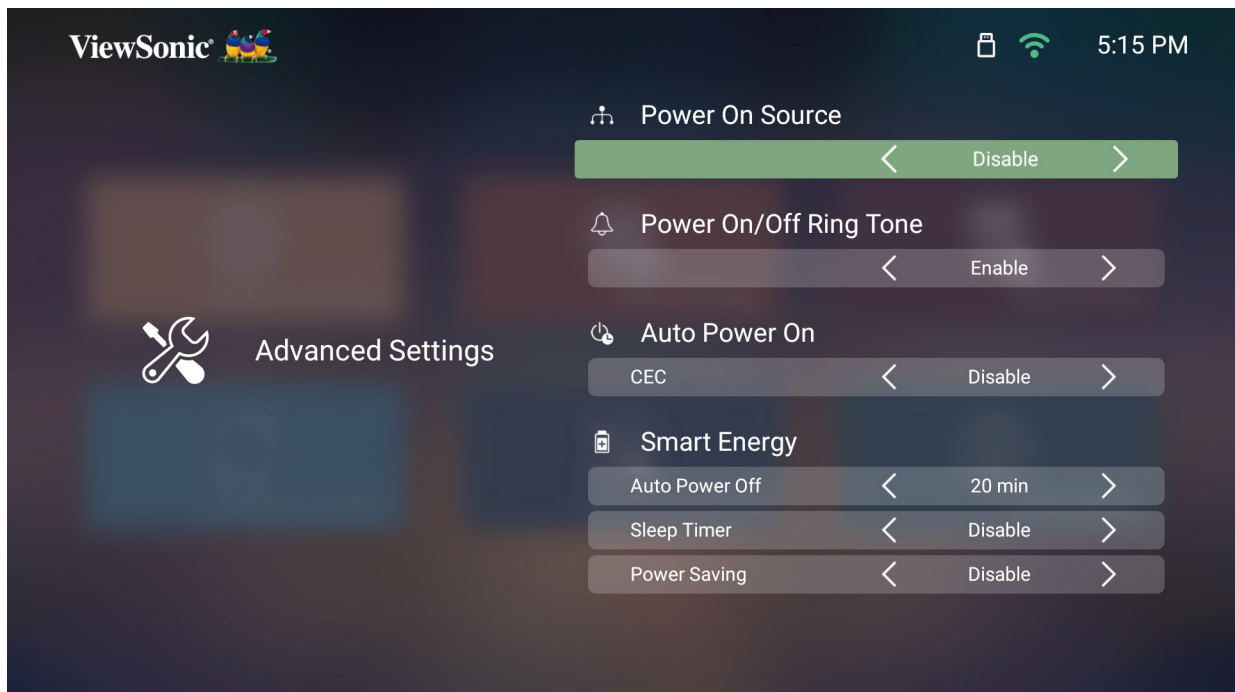 ViewSonic®
5:15 PM
Power On Source
Disable
Power On/Off Ring Tone
Enable
Advanced Settings
Auto Power On
CEC Disable
Smart Energy
Auto Power Off 20 min
Sleep Timer Disable
Power Saving Disable